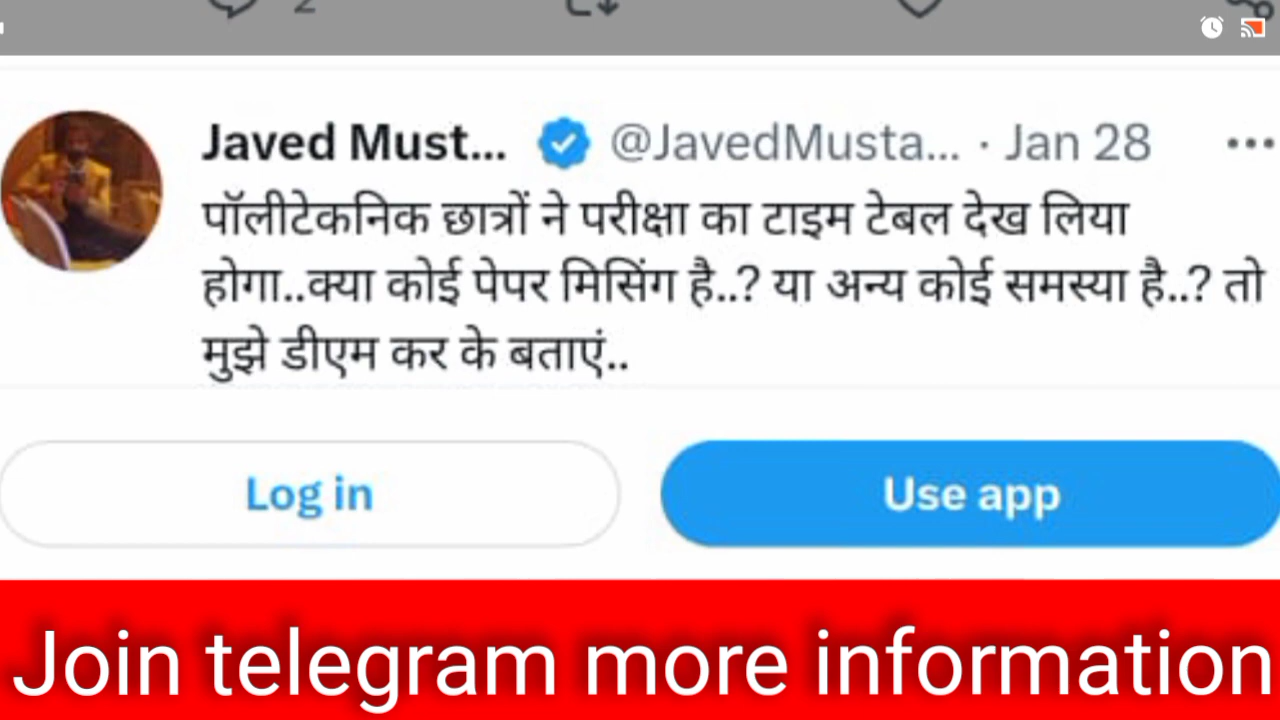 2
Javed Must... @JavedMusta... · Jan 28
पॉलीटेकनिक छात्रों ने परीक्षा का टाइम टेबल देख लिया
होगा..क्या कोई पेपर मिसिंग है..? या अन्य कोई समस्या है..? तो
मुझे डीएम कर के बताएं..
Log in
Use app
Join telegram more information